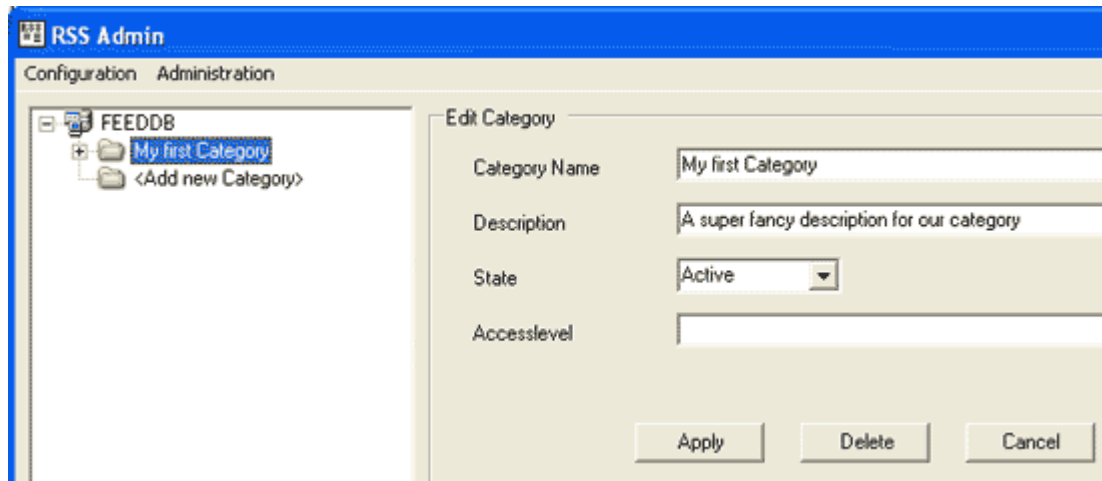 RSS Admin
Configuration Administration
FEEDDB
My first Category
<Add new Category>
Edit Category
Category Name My first Category
Description A super fancy description for our category
State Active
Accesslevel
Apply Delete Cancel